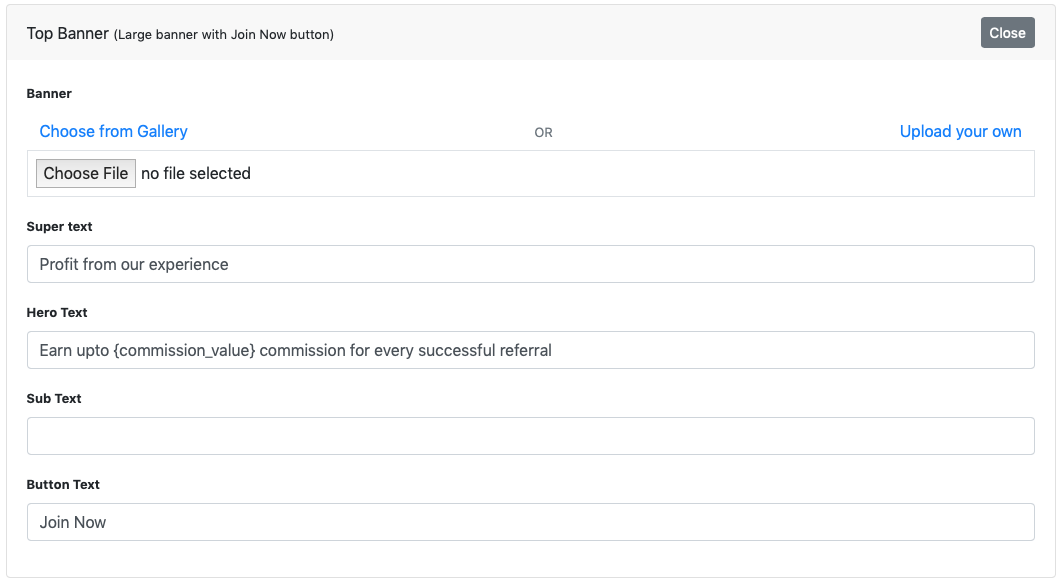 Top Banner (Large banner with Join Now button)
Close
Banner
Choose from Gallery
OR
Upload your own
Choose File no file selected
Super text
Profit from our experience
Hero Text
Earn upto {commission_value} commission for every successful referral
Sub Text
Button Text
Join Now